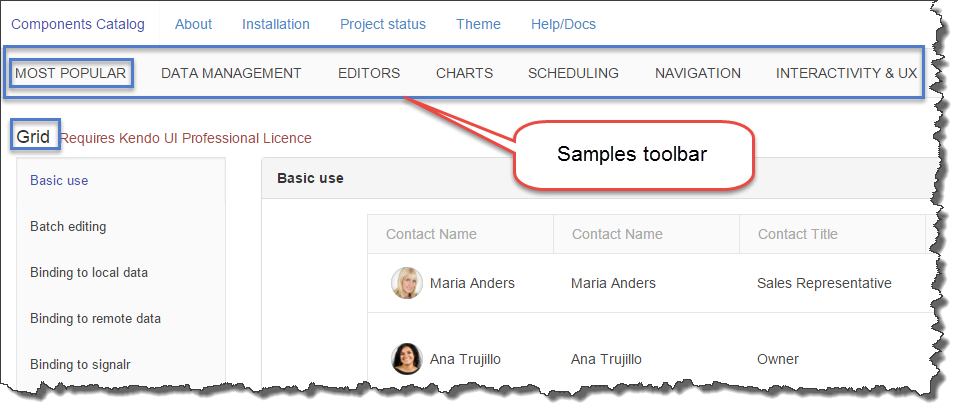 Components Catalog About Installation Project status Theme Help/Docs
MOST POPULAR DATA MANAGEMENT EDITORS CHARTS SCHEDULING NAVIGATION INTERACTIVITY & UX
Grid Requires Kendo UI Professional Licence
Samples toolbar
Basic use
Batch editing
Binding to local data
Binding to remote data
Binding to signalr
Basic use
Contact Name Contact Name Contact Title
Maria Anders Maria Anders Sales Representative
Ana Trujillo Ana Trujillo Owner